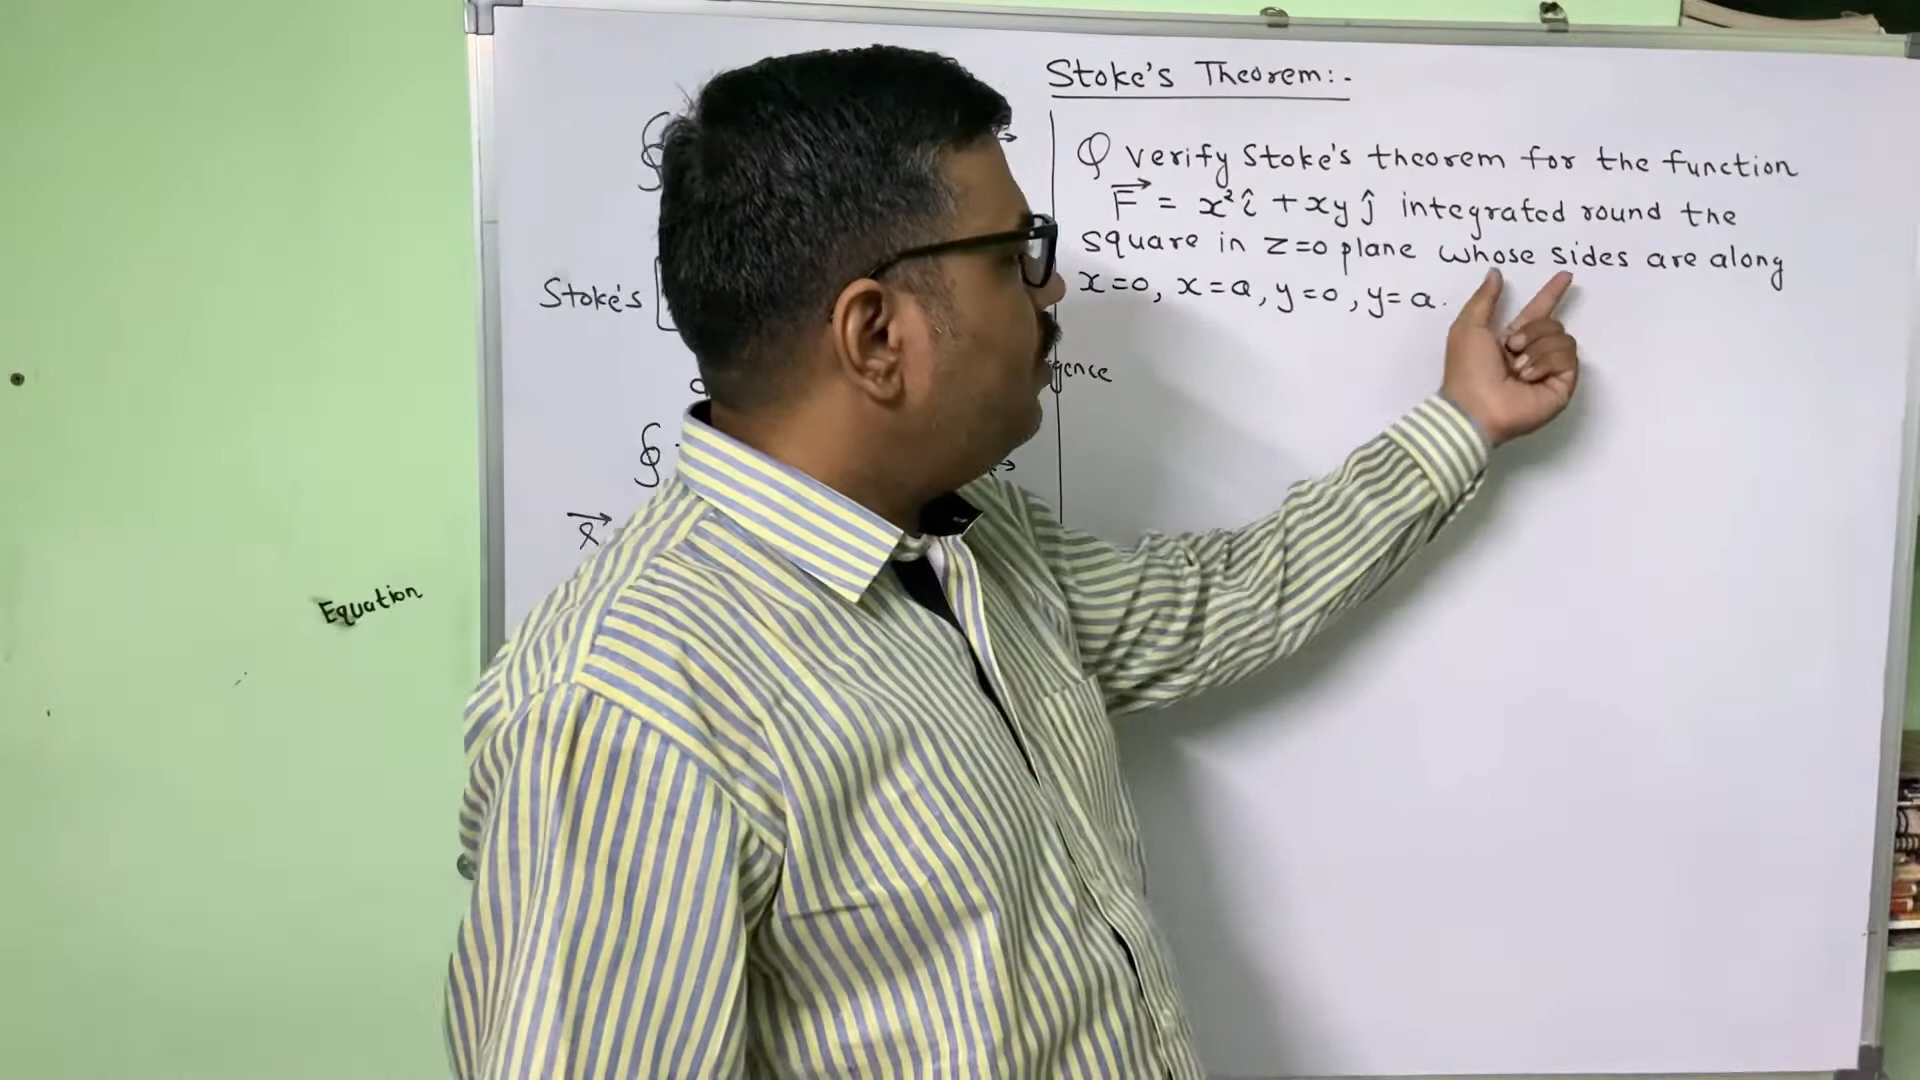 Stoke's Theorem:-
∮
Q Verify Stoke's theorem for the function
F⃗ = x²î + xy ĵ integrated round the
square in z=0 plane whose sides are along
x=0, x=a, y=0, y=a.
Stoke's
∮
Equation